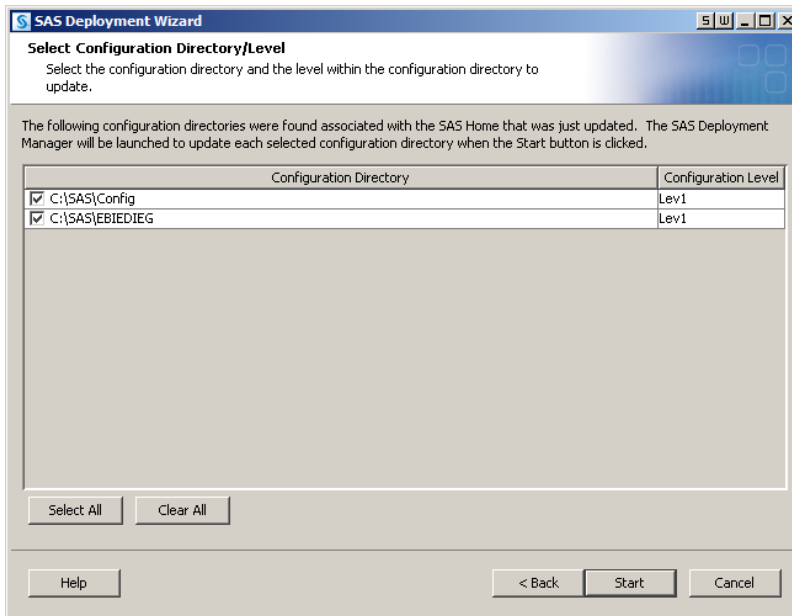 SAS Deployment Wizard
S W
Select Configuration Directory/Level
Select the configuration directory and the level within the configuration directory to
update.
The following configuration directories were found associated with the SAS Home that was just updated. The SAS Deployment
Manager will be launched to update each selected configuration directory when the Start button is clicked.
Configuration Directory Configuration Level
C:\SAS\Config Lev1
C:\SAS\EBIEDIEG Lev1
Select All Clear All
Help < Back Start Cancel